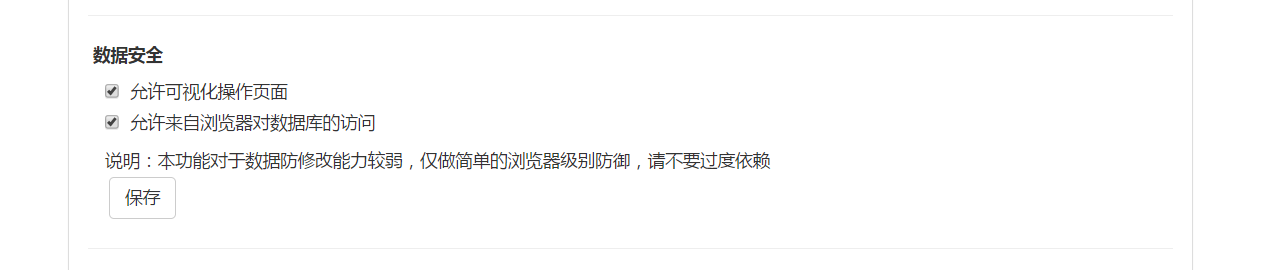 数据安全
允许可视化操作页面
允许来自浏览器对数据库的访问
说明：本功能对于数据防修改能力较弱，仅做简单的浏览器级别防御，请不要过度依赖
保存